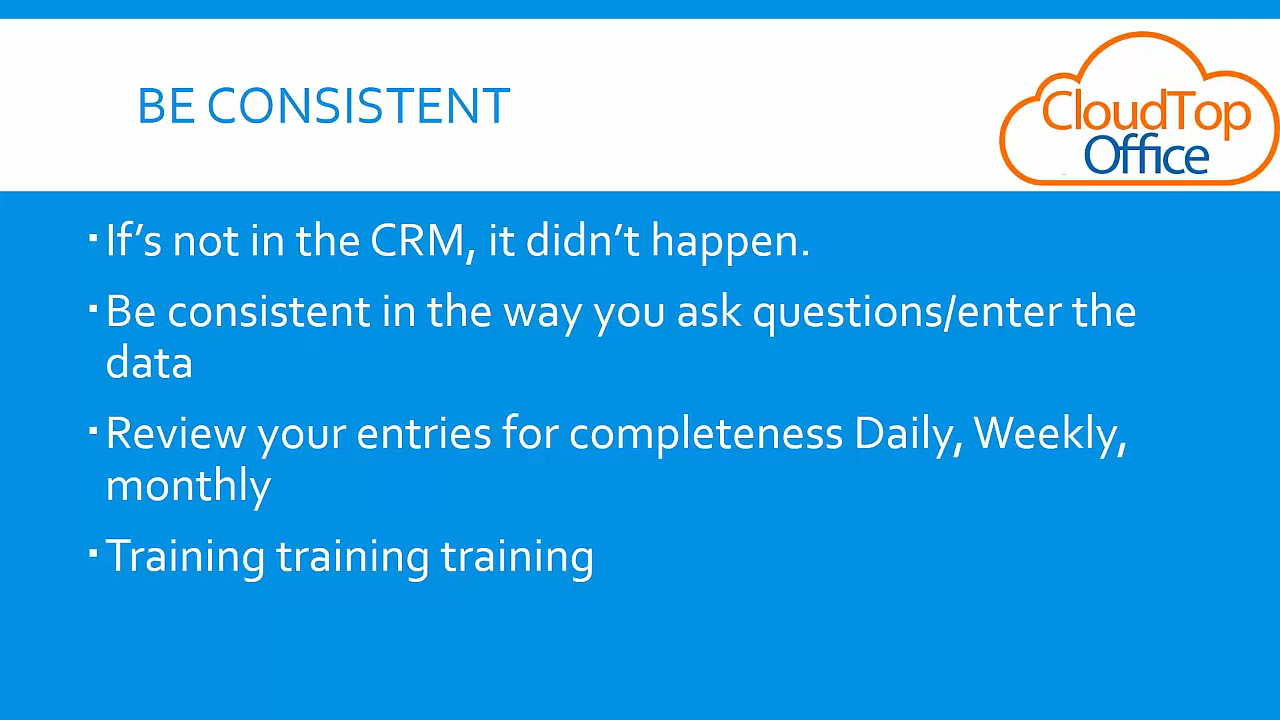 BE CONSISTENT
CloudTop
Office
▪If’s not in the CRM, it didn’t happen.
▪Be consistent in the way you ask questions/enter the
data
▪Review your entries for completeness Daily, Weekly,
monthly
▪Training training training